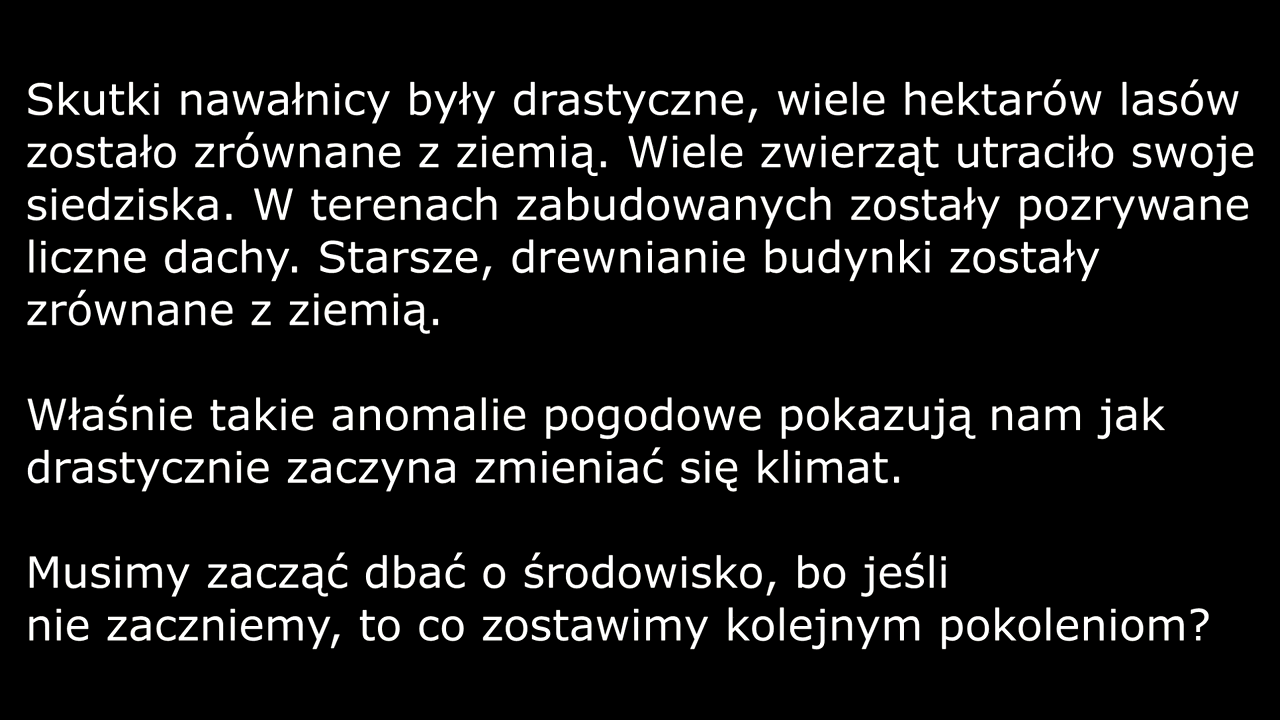 Skutki nawałnicy były drastyczne, wiele hektarów lasów
zostało zrównane z ziemią. Wiele zwierząt utraciło swoje
siedziska. W terenach zabudowanych zostały pozrywane
liczne dachy. Starsze, drewnianie budynki zostały
zrównane z ziemią.
Właśnie takie anomalie pogodowe pokazują nam jak
drastycznie zaczyna zmieniać się klimat.
Musimy zacząć dbać o środowisko, bo jeśli
nie zaczniemy, to co zostawimy kolejnym pokoleniom?